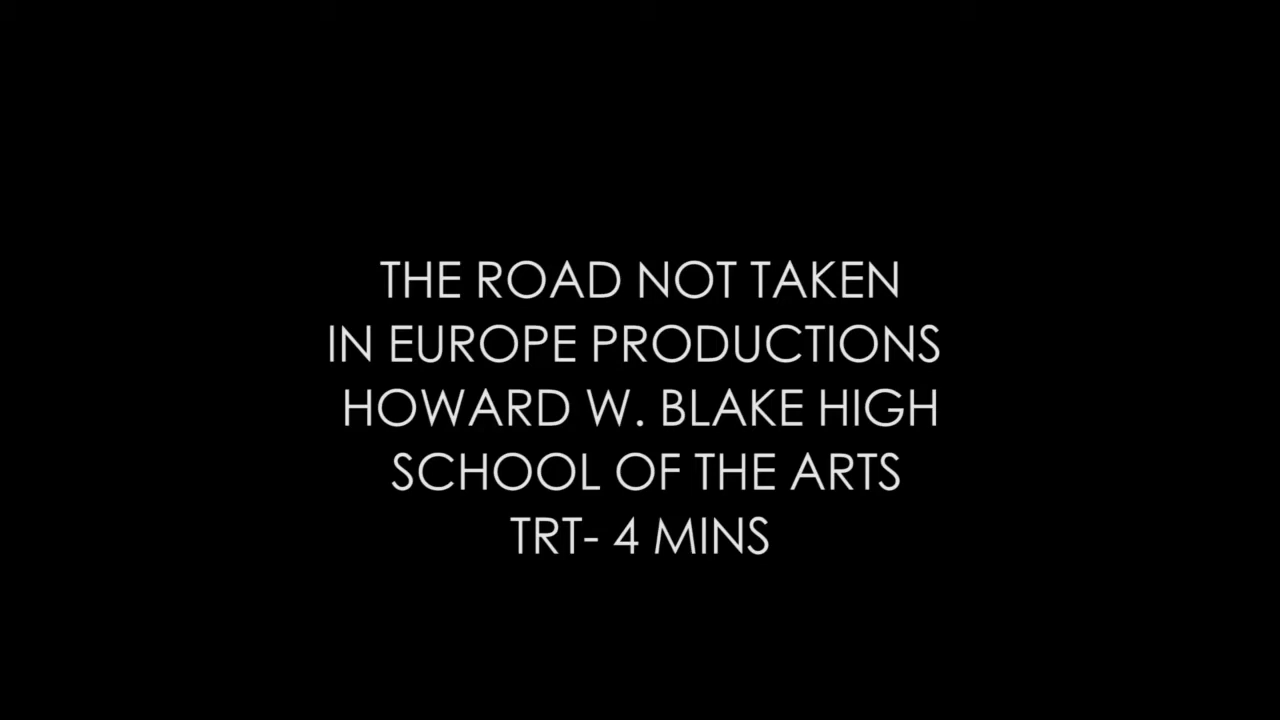 THE ROAD NOT TAKEN
IN EUROPE PRODUCTIONS
HOWARD W. BLAKE HIGH
SCHOOL OF THE ARTS
TRT- 4 MINS